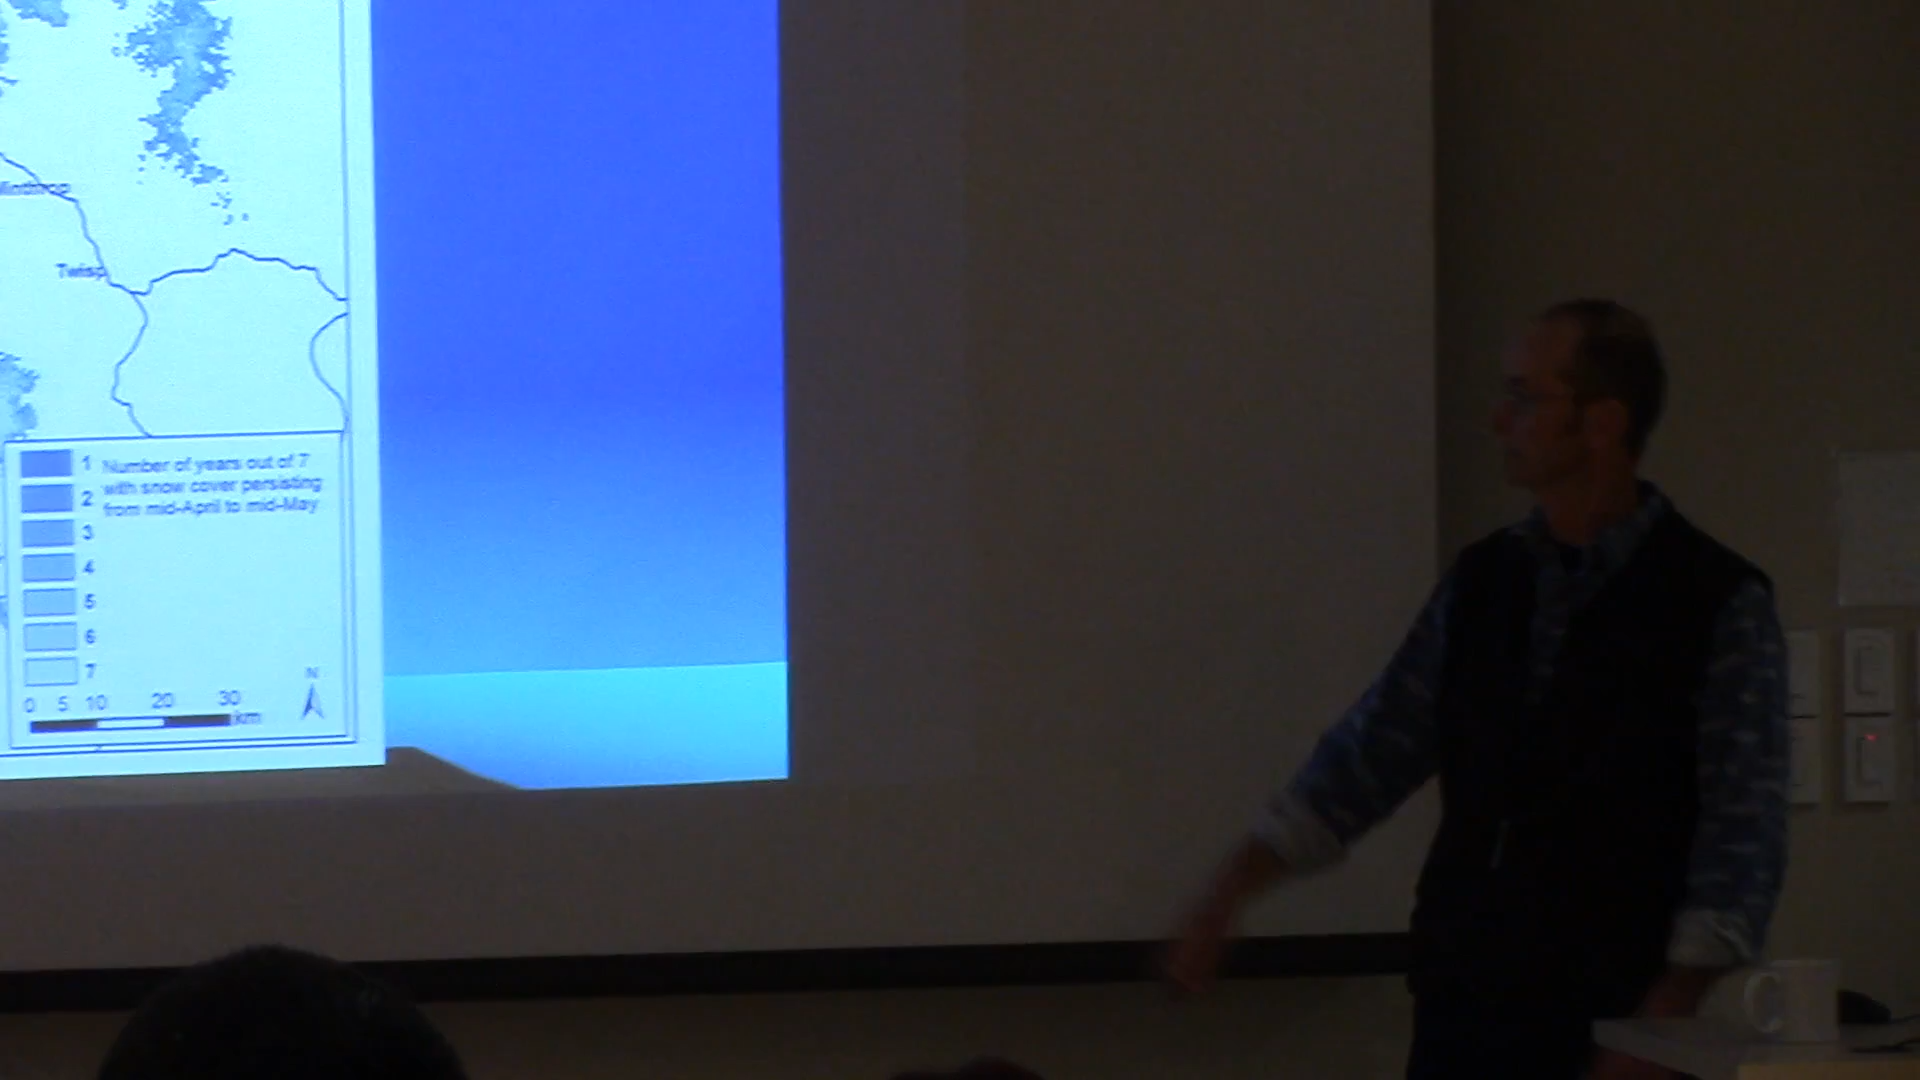 Winthrop
Twisp
1 Number of years out of 7
with snow cover persisting
2
from mid-April to mid-May
3
4
5
6
7
N
0 5 10 20 30
km
C